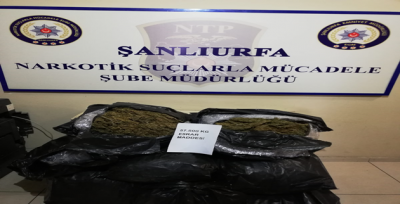 NTP
ŞANLIURFA
NARKOTİK SUÇLARLA MÜCADELE
ŞUBE MÜDÜRLÜĞÜ
ESRAR
MADDESİ